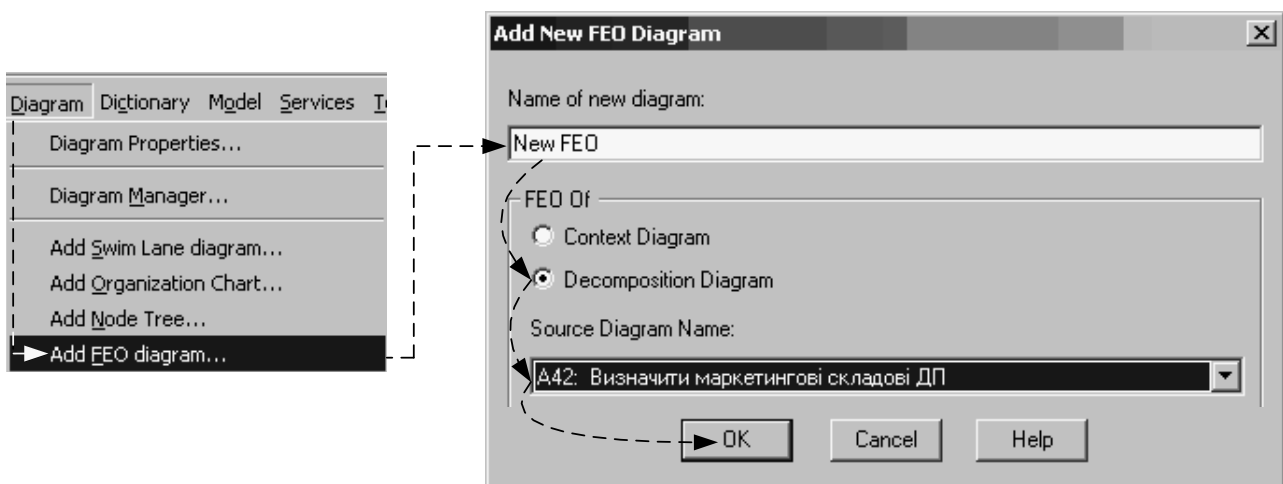 Diagram Dictionary Model Services
Diagram Properties...
Diagram Manager...
Add Swim Lane diagram...
Add Organization Chart...
Add Node Tree...
Add FEO diagram...
Add New FEO Diagram
Name of new diagram:
New FEO
FEO Of
Context Diagram
Decomposition Diagram
Source Diagram Name:
A42: Визначити маркетингові складові ДП
OK Cancel Help